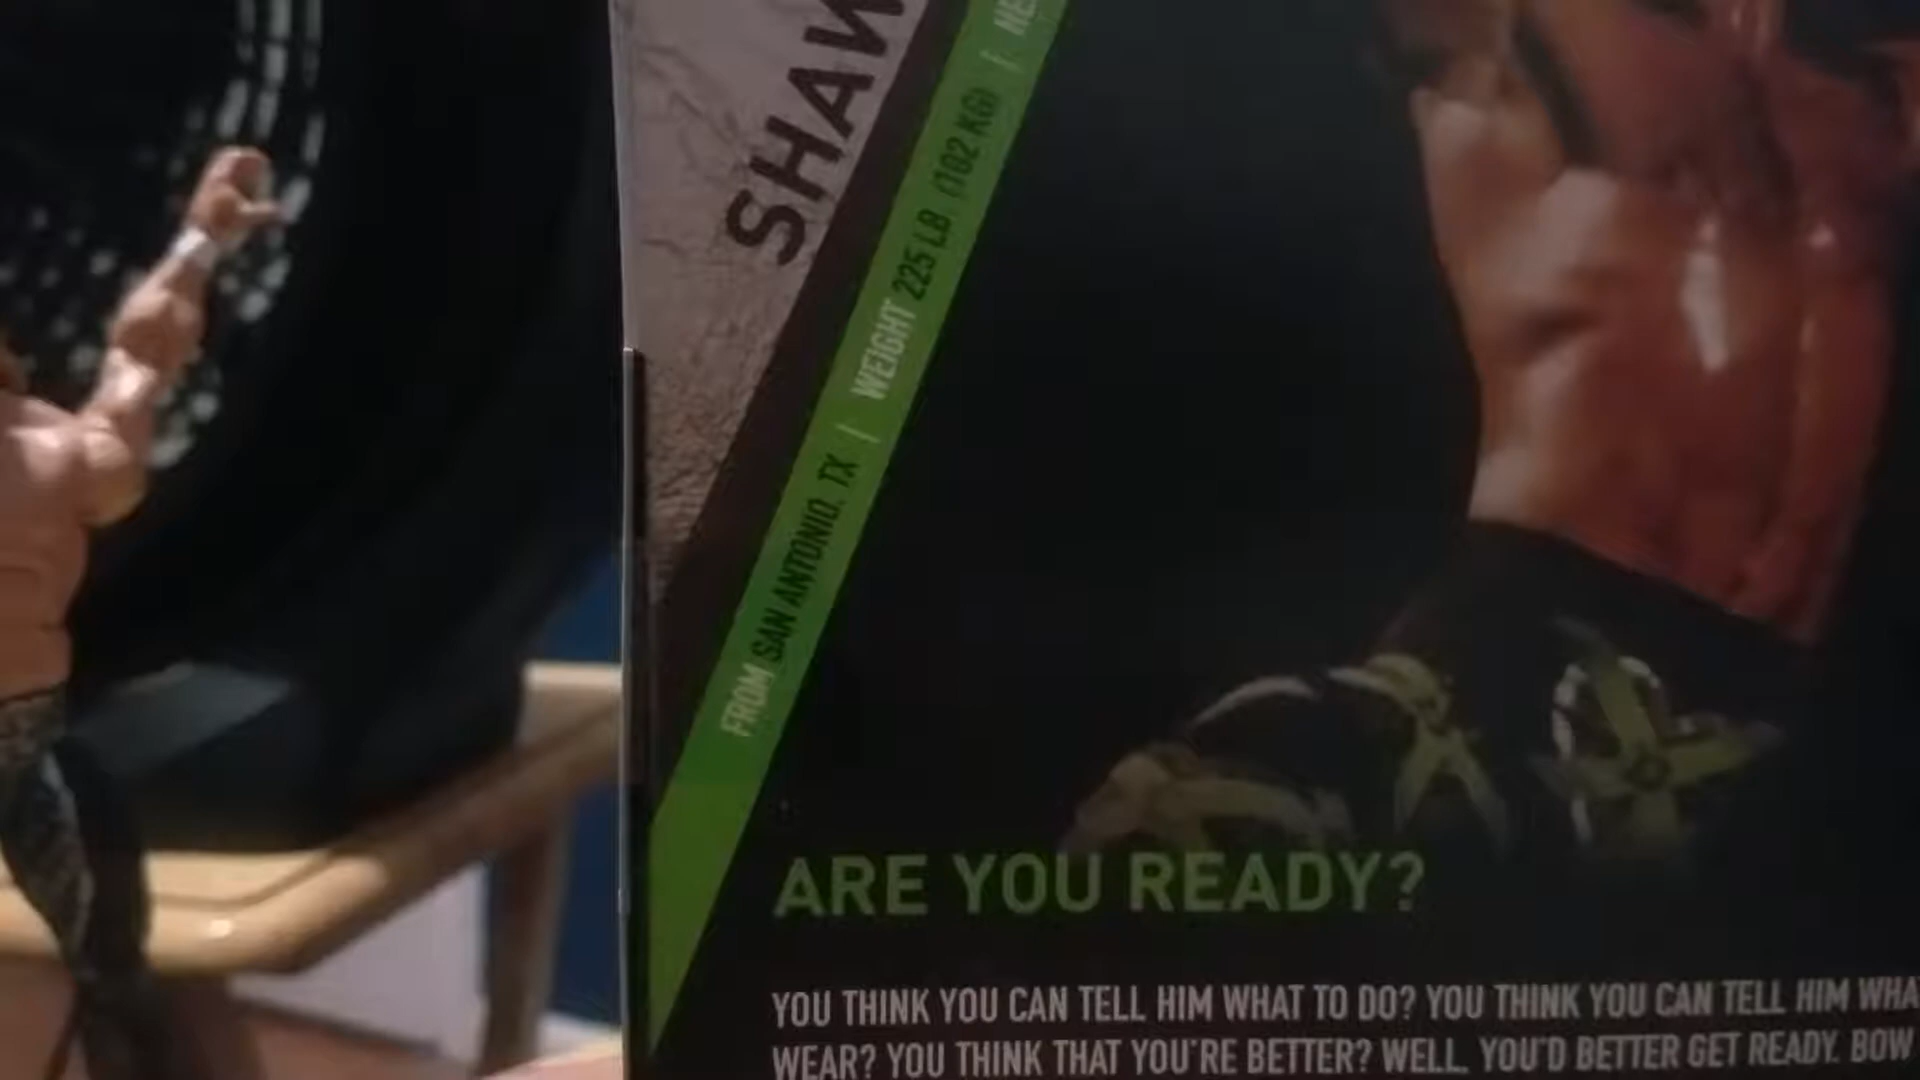 SHAW
FROM SAN ANTONIO, TX | WEIGHT 225 LB. (102 KG) |
ARE YOU READY?
YOU THINK YOU CAN TELL HIM WHAT TO DO? YOU THINK YOU CAN TELL HIM
WEAR? YOU THINK THAT YOU'RE BETTER? WELL, YOU'D BETTER GET READY. BOW